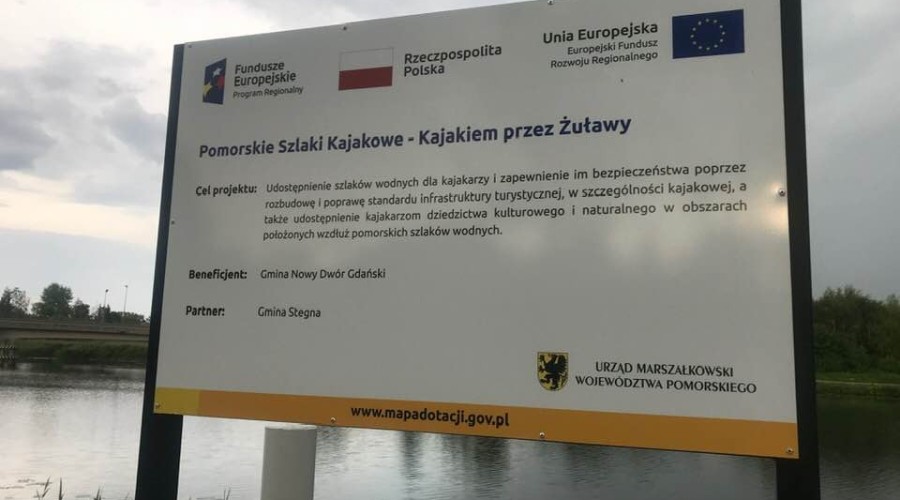 Fundusze
Europejskie
Program Regionalny
Rzeczpospolita
Polska
Unia Europejska
Europejski Fundusz
Rozwoju Regionalnego
Pomorskie Szlaki Kajakowe - Kajakiem przez Żuławy
Cel projektu: Udostępnienie szlaków wodnych dla kajakarzy i zapewnienie im bezpieczeństwa poprzez
rozbudowę i poprawę standardu infrastruktury turystycznej, w szczególności kajakowej, a
także udostępnienie kajakarzom dziedzictwa kulturowego i naturalnego w obszarach
położonych wzdłuż pomorskich szlaków wodnych.
Beneficjent: Gmina Nowy Dwór Gdański
Partner: Gmina Stegna
URZĄD MARSZAŁKOWSKI
WOJEWÓDZTWA POMORSKIEGO
www.mapadotacji.gov.pl